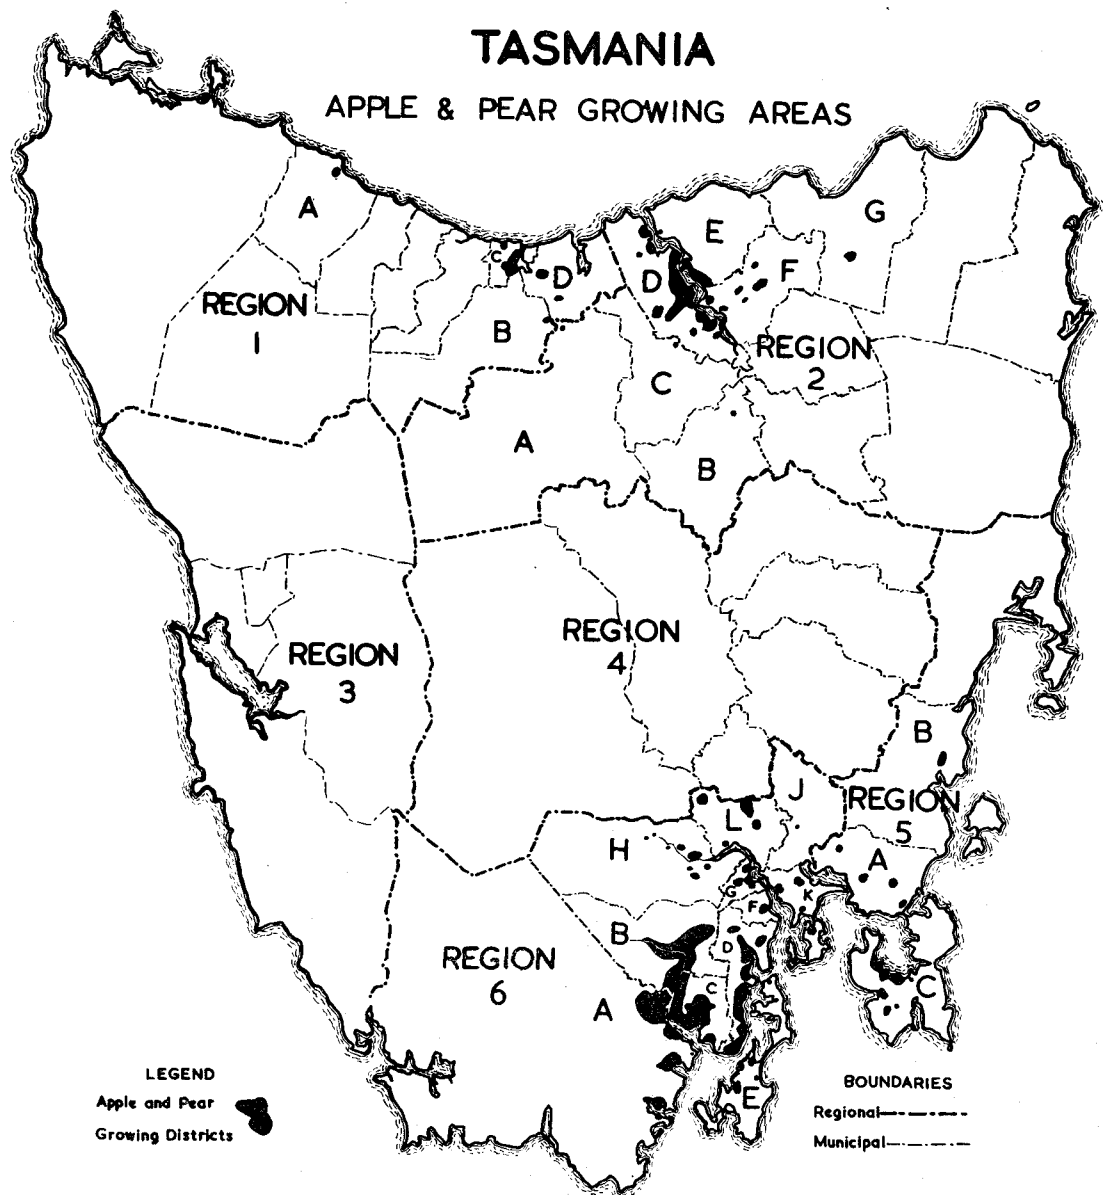 TASMANIA
APPLE & PEAR GROWING AREAS
A
G
E
C
D
D
F
REGION
1
B
REGION
2
C
A
B
REGION
4
REGION
3
B
J
REGION
5
L
H
A
G
K
F
B
D
REGION
6
C
C
A
E
LEGEND
Apple and Pear
Growing Districts
BOUNDARIES
Regional
Municipal